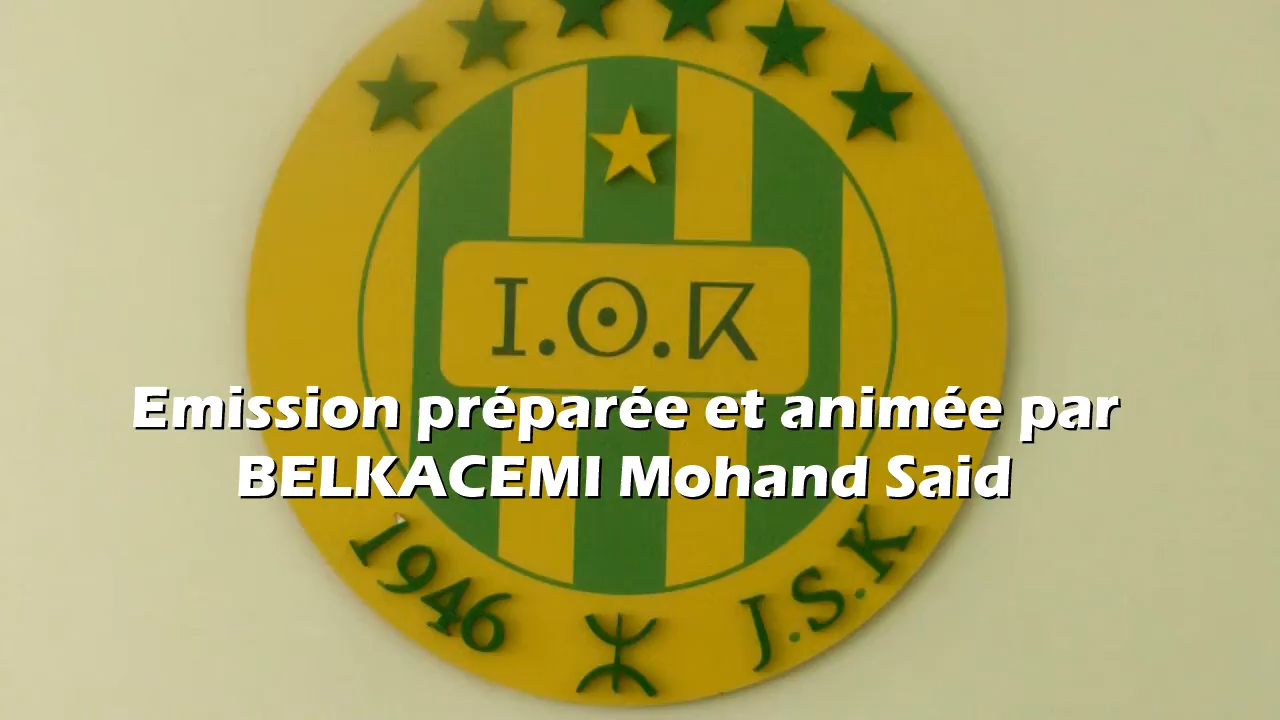 ⵊ.ⵙ.ⴽ
Emission préparée et animée par
BELKACEMI Mohand Said
1946 ⵣ J.S.K